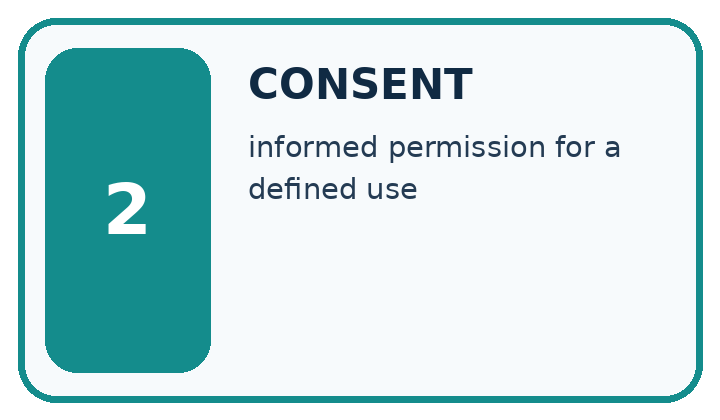 2
CONSENT
informed permission for a
defined use